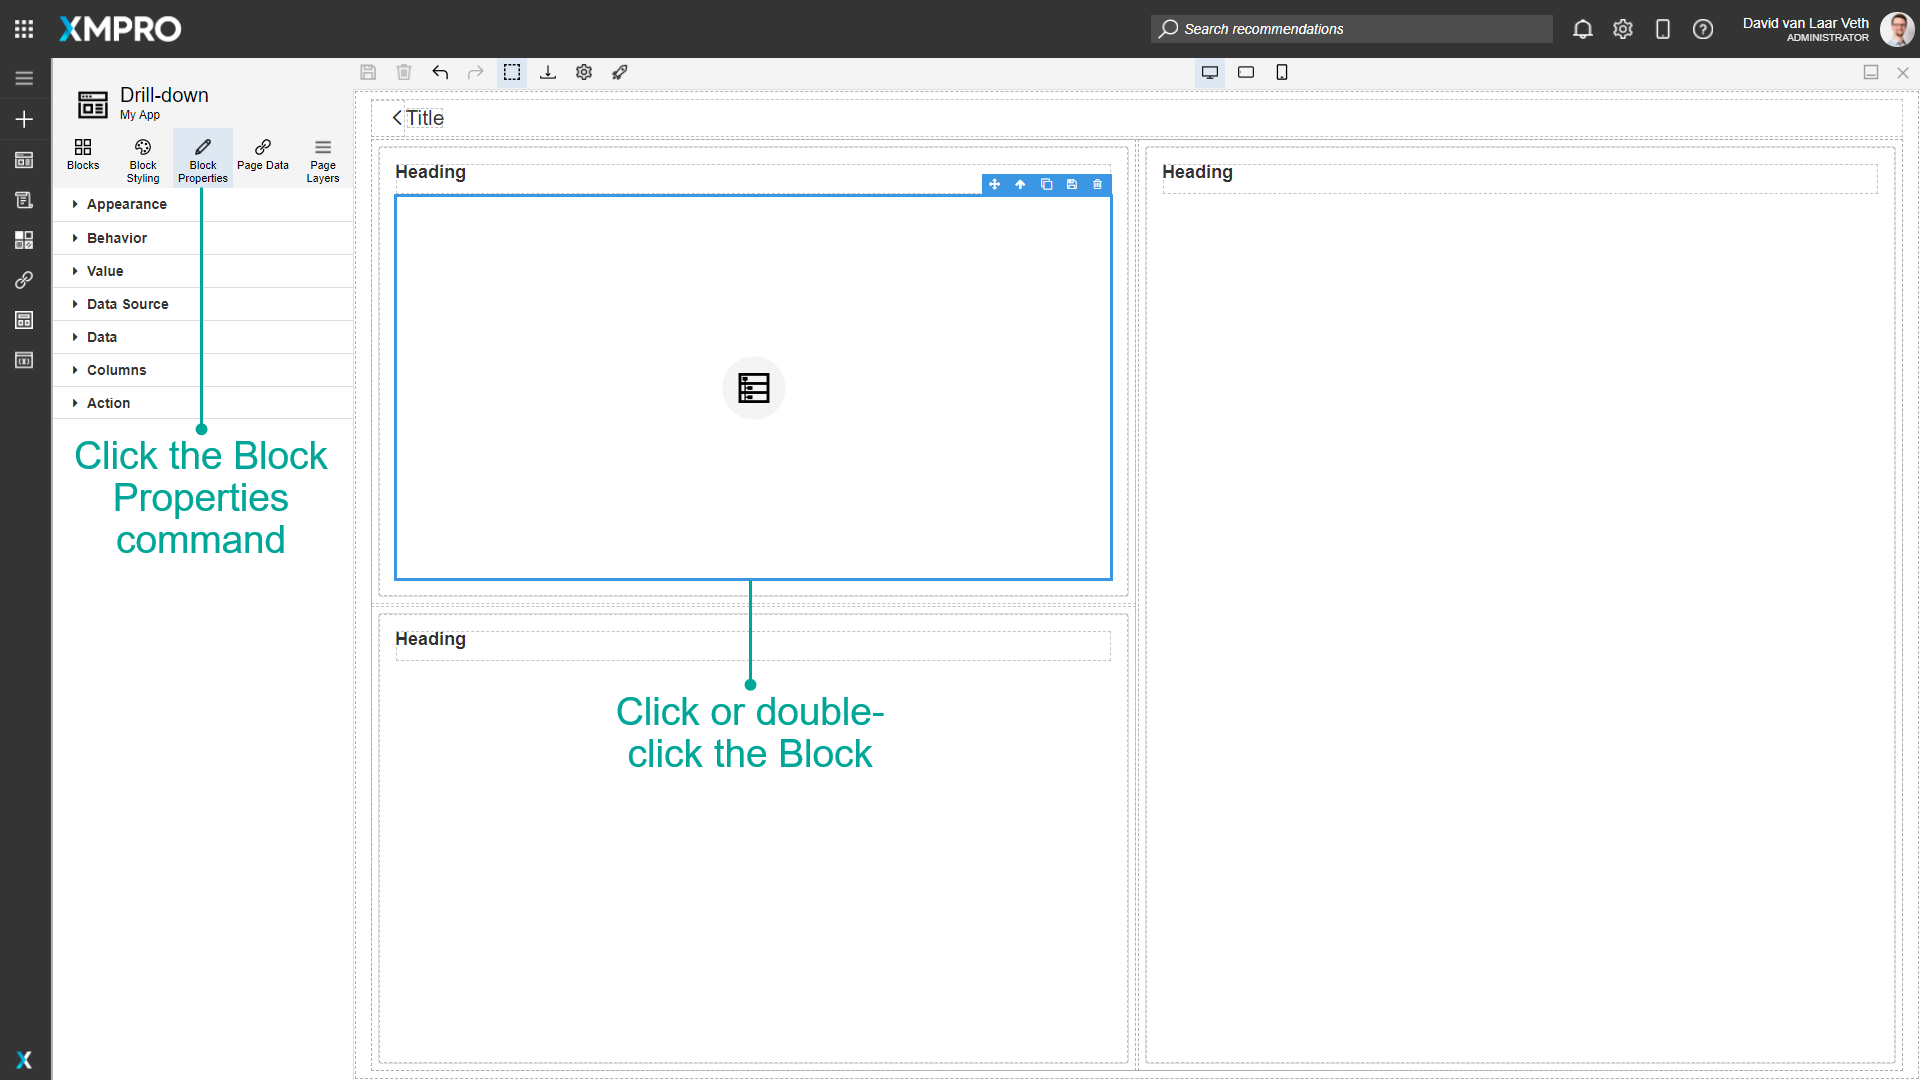 XMPRO
Search recommendations
David van Laar Veth
ADMINISTRATOR
Drill-down
My App
Blocks
Block
Styling
Block
Properties
Page Data
Page
Layers
Appearance
Behavior
Value
Data Source
Data
Columns
Action
Click the Block
Properties
command
Title
Heading
Heading
Heading
Click or double-
click the Block